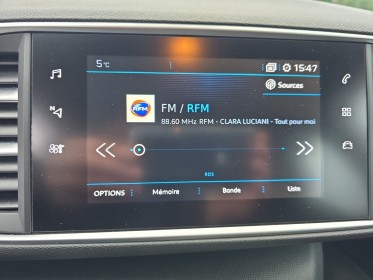 5°C 15:47
Sources
RFM
FM / RFM
88.60 MHz RFM - CLARA LUCIANI - Tout pour moi
N
RDS
OPTIONS Mémoire Bande Liste